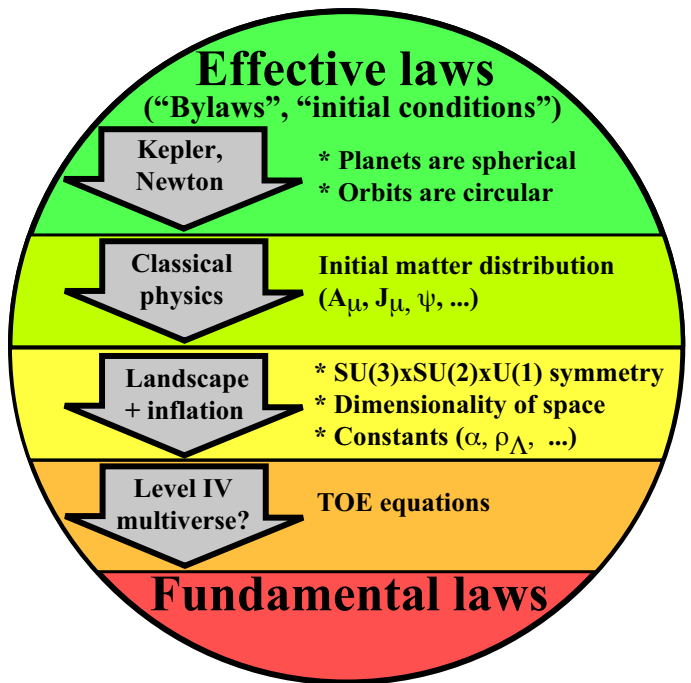 Effective laws
(“Bylaws”, “initial conditions”)
Kepler,
Newton
* Planets are spherical
* Orbits are circular
Classical
physics
Initial matter distribution
(Aμ, Jμ, ψ, ...)
Landscape
+ inflation
* SU(3)xSU(2)xU(1) symmetry
* Dimensionality of space
* Constants (α, ρΛ, ...)
Level IV
multiverse?
TOE equations
Fundamental laws